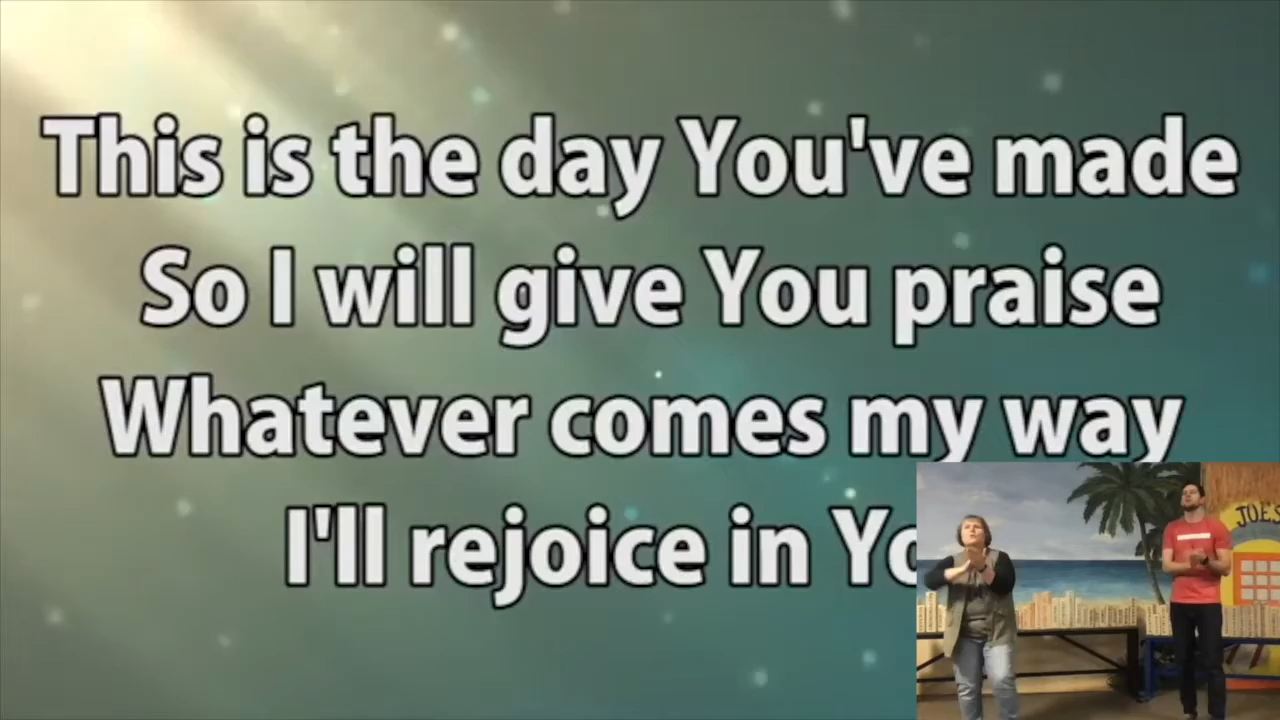 This is the day You've made
So I will give You praise
Whatever comes my way
I'll rejoice in Yo
JOE'S